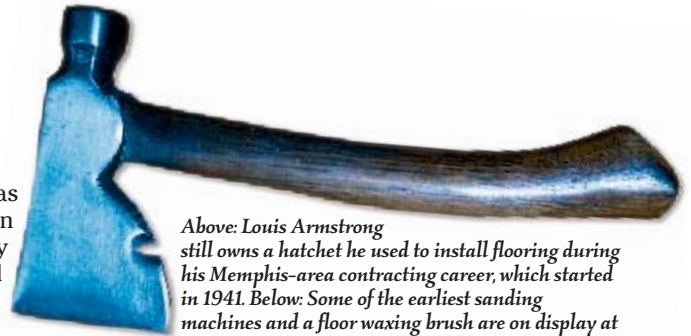 as
n
y
Above: Louis Armstrong
still owns a hatchet he used to install flooring during
his Memphis-area contracting career, which started
in 1941. Below: Some of the earliest sanding
machines and a floor waxing brush are on display at